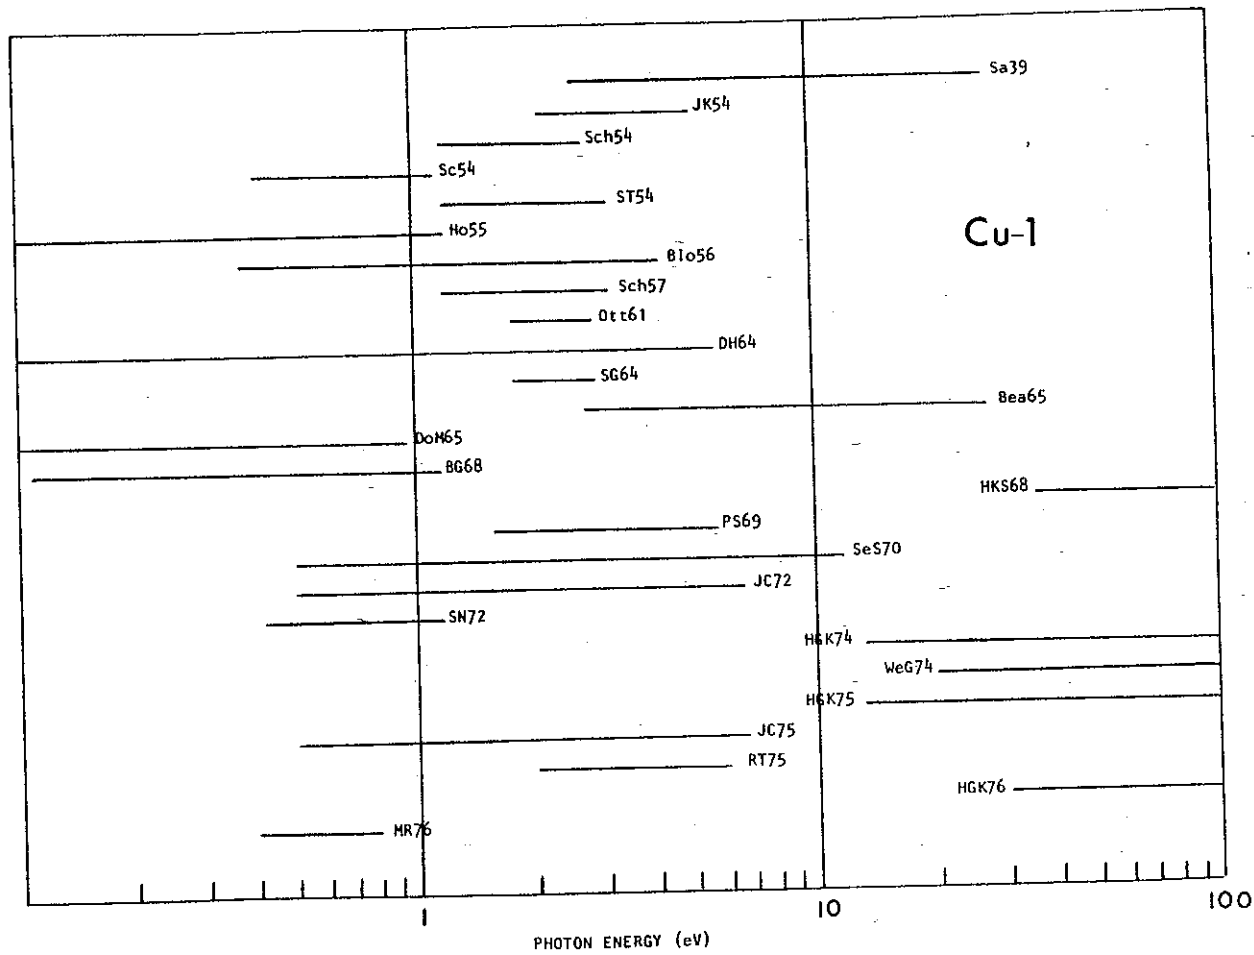 Sa39
JK54
Sch54
Sc54
ST54
Cu-1
Ho55
Blo56
Sch57
Ott61
DH64
SG64
Bea65
DoM65
BG68
HKS68
PS69
SeS70
JC72
SN72
HGK74
WeG74
HGK75
JC75
RT75
HGK76
MR76
1 10 100
PHOTON ENERGY (eV)